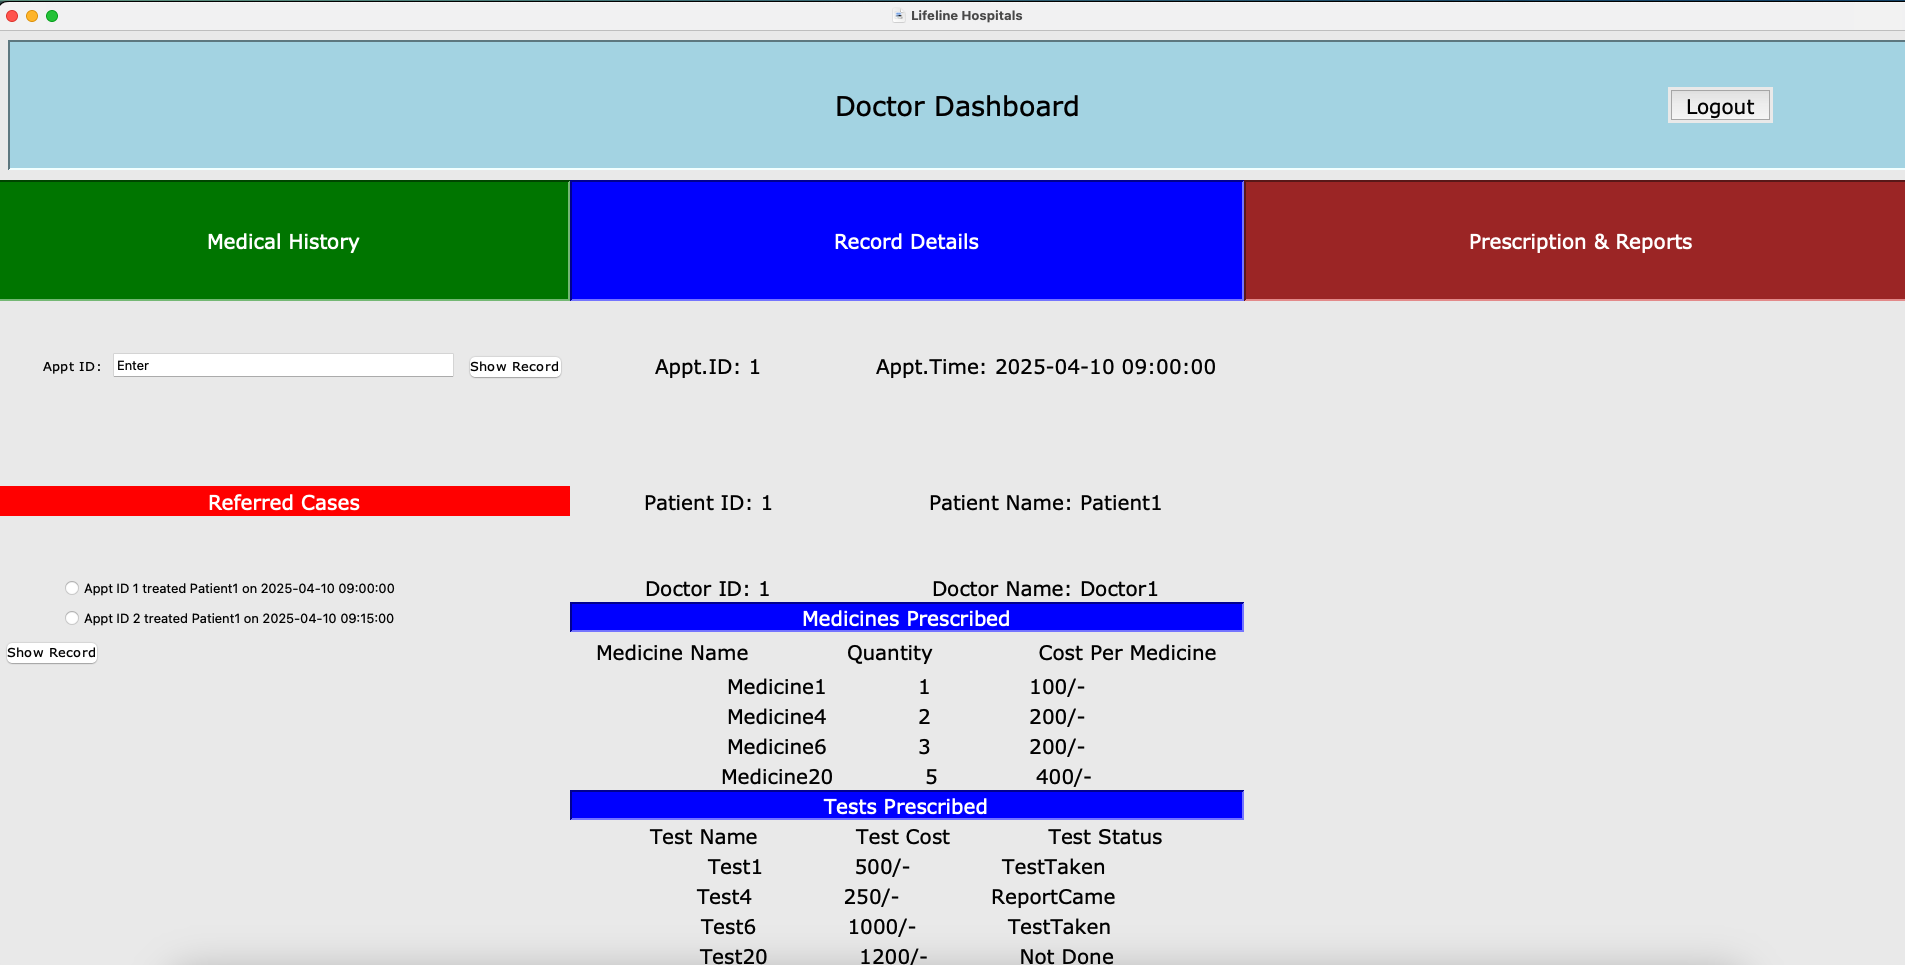 Lifeline Hospitals
Doctor Dashboard
Logout
Medical History
Record Details
Prescription & Reports
Appt ID: Enter Show Record
Appt.ID: 1 Appt.Time: 2025-04-10 09:00:00
Referred Cases
Patient ID: 1 Patient Name: Patient1
Appt ID 1 treated Patient1 on 2025-04-10 09:00:00
Appt ID 2 treated Patient1 on 2025-04-10 09:15:00
Show Record
Doctor ID: 1 Doctor Name: Doctor1
Medicines Prescribed
Medicine Name Quantity Cost Per Medicine
Medicine1 1 100/-
Medicine4 2 200/-
Medicine6 3 200/-
Medicine20 5 400/-
Tests Prescribed
Test Name Test Cost Test Status
Test1 500/- TestTaken
Test4 250/- ReportCame
Test6 1000/- TestTaken
Test20 1200/- Not Done